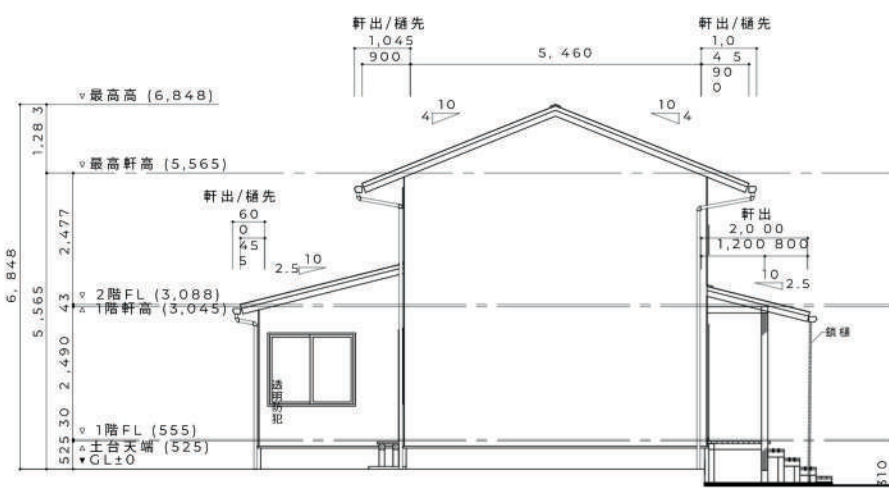 軒出/樋先
1,045
900
5,460
軒出/樋先
1,0
4 5
90
0
▽最高高 (6,848)
10
4
10
4
1,28 3
▽最高軒高 (5,565)
軒出/樋先
60
0
45
5
軒出
2,0 00
1,200 800
2,477
10
2.5
10
2.5
6,848
5,565
43
▽ 2階FL (3,088)
△ 1階軒高 (3,045)
鎖樋
2,490
透明防犯
30
▽ 1階FL (555)
525
△土台天端 (525)
▼GL±0
310